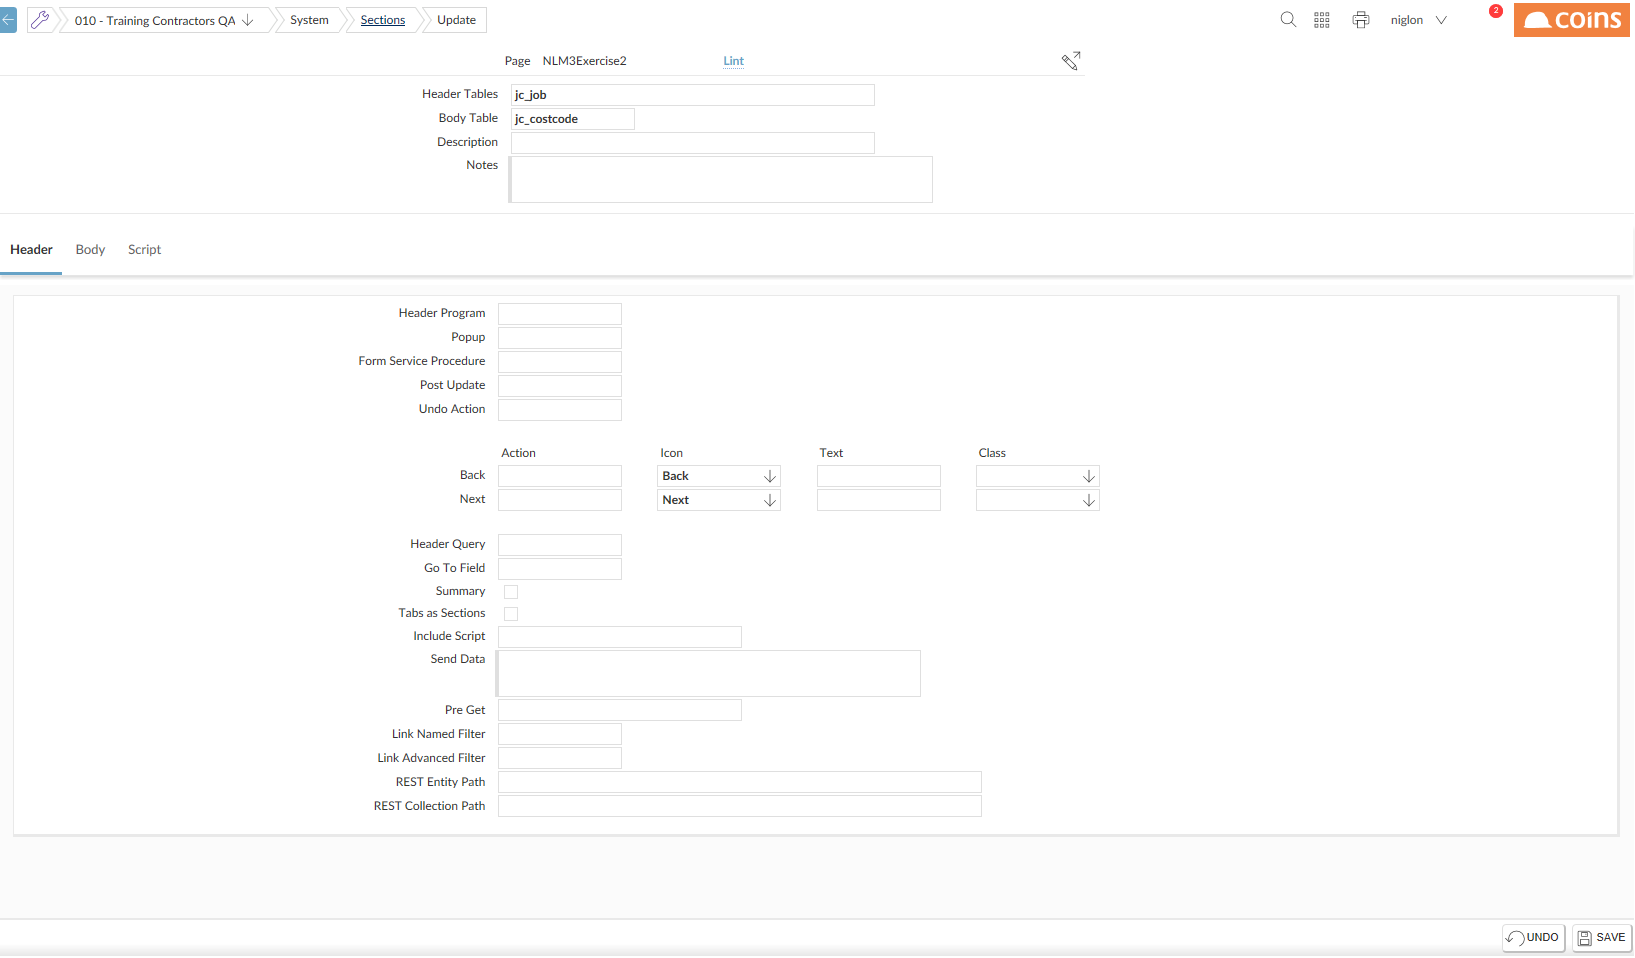 010 - Training Contractors QA System Sections Update niglon 2 coins
Page NLM3Exercise2 Lint
Header Tables jc_job
Body Table jc_costcode
Description
Notes
Header Body Script
Header Program
Popup
Form Service Procedure
Post Update
Undo Action
Action Icon Text Class
Back Back
Next Next
Header Query
Go To Field
Summary
Tabs as Sections
Include Script
Send Data
Pre Get
Link Named Filter
Link Advanced Filter
REST Entity Path
REST Collection Path
UNDO SAVE